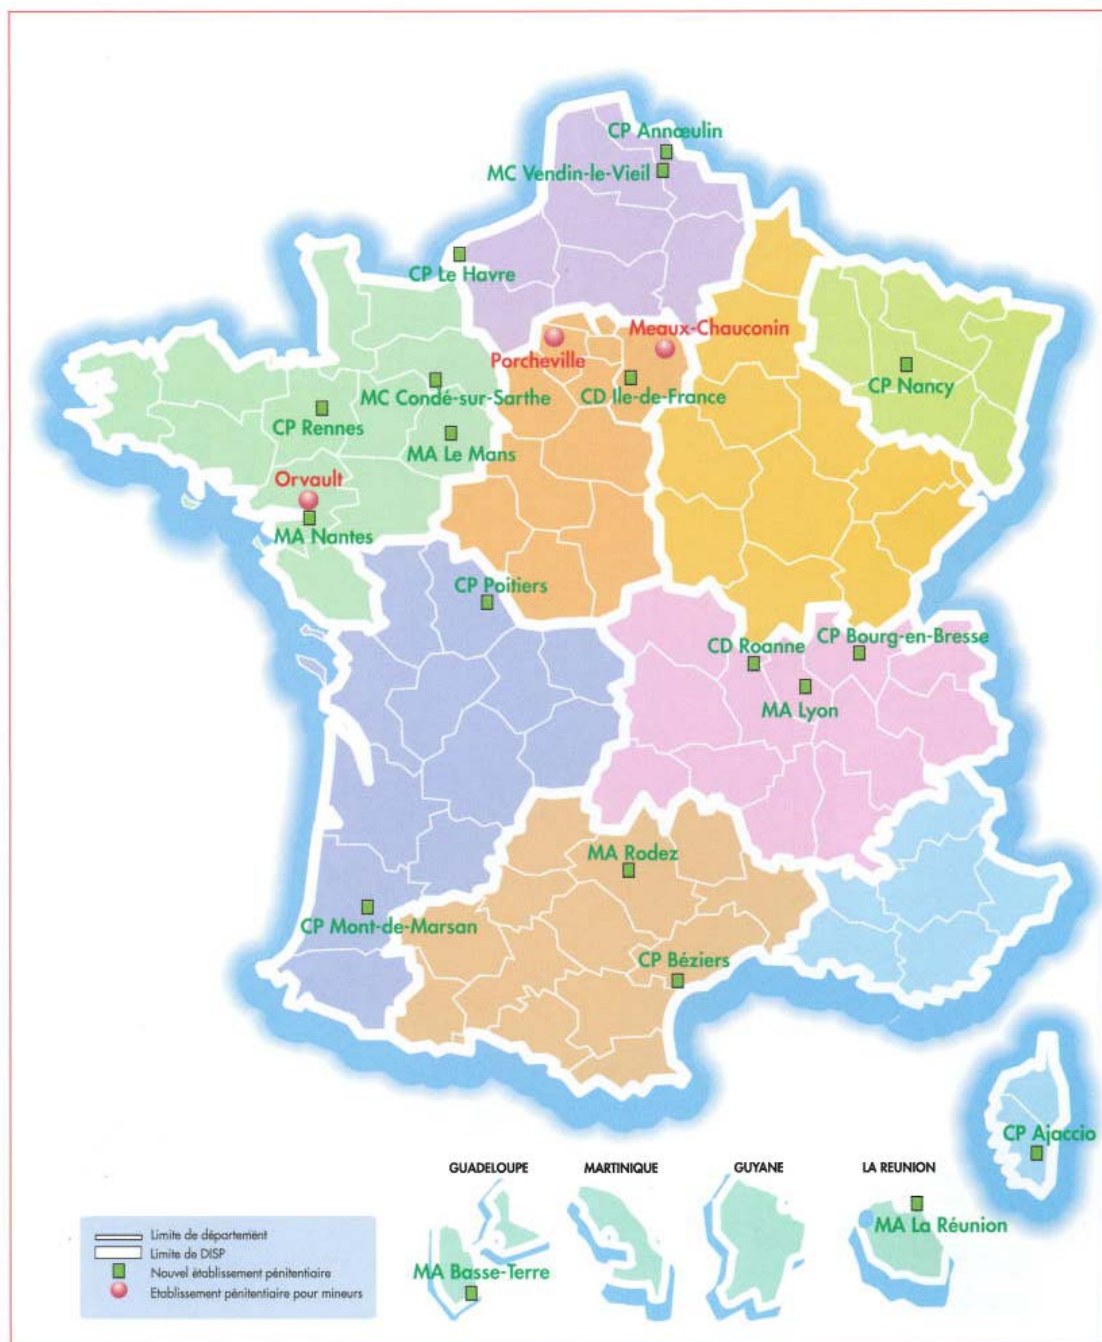 CP Annœulin
MC Vendin-le-Vieil
CP Le Havre
Meaux-Chauconin
Porcheville
CP Nancy
MC Condé-sur-Sarthe
CD Ile-de-France
CP Rennes
MA Le Mans
Orvault
MA Nantes
CP Poitiers
CD Roanne
CP Bourg-en-Bresse
MA Lyon
MA Rodez
CP Mont-de-Marsan
CP Béziers
CP Ajaccio
GUADELOUPE
MARTINIQUE
GUYANE
LA REUNION
MA La Réunion
MA Basse-Terre
Limite de département
Limite de DISP
Nouvel établissement pénitentiaire
Etablissement pénitentiaire pour mineurs